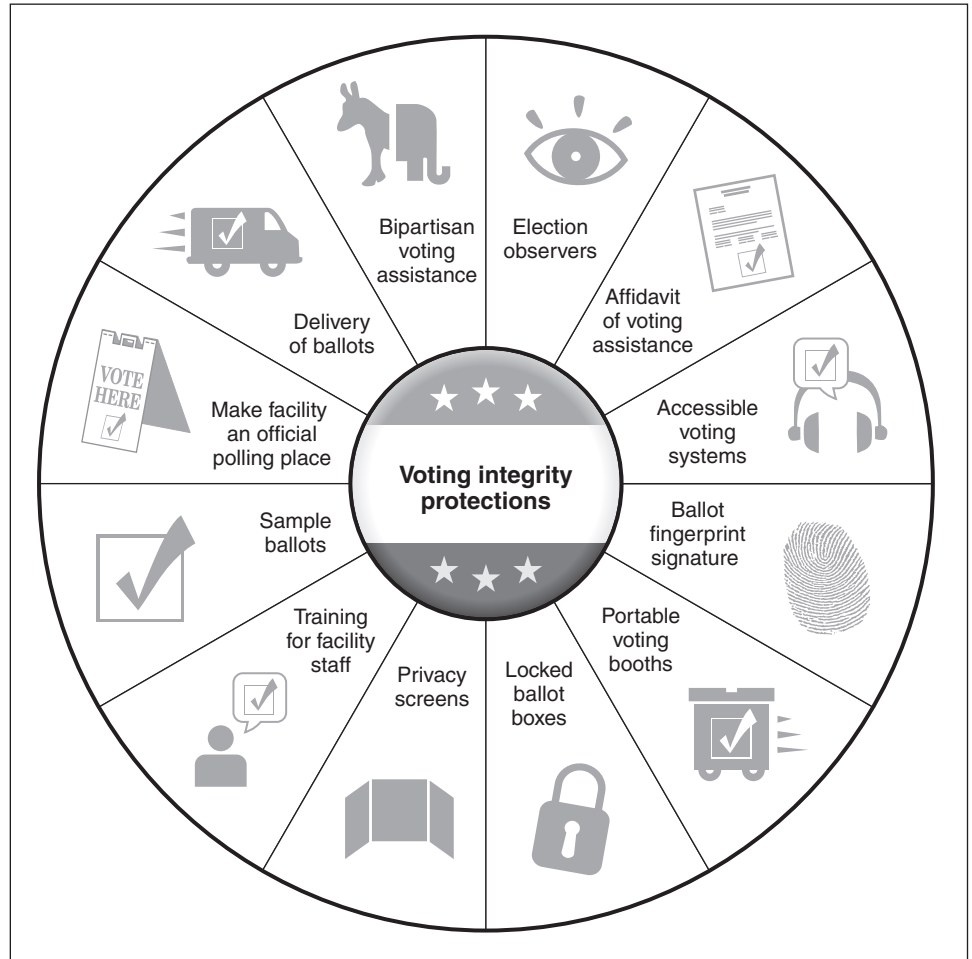 Bipartisan
voting
assistance
Election
observers
Affidavit
of voting
assistance
Accessible
voting
systems
Ballot
fingerprint
signature
Portable
voting
booths
Locked
ballot
boxes
Privacy
screens
Training
for facility
staff
Sample
ballots
Make facility
an official
polling place
VOTE
HERE
Delivery
of ballots
Voting integrity
protections